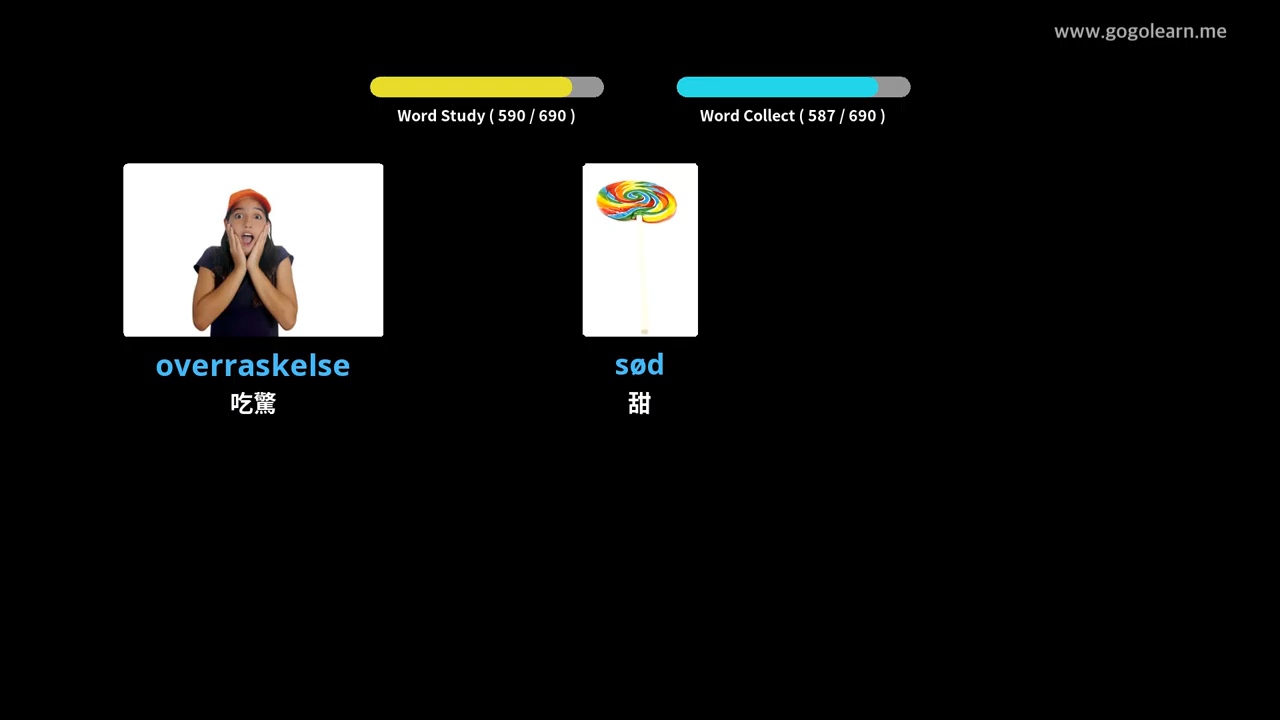 www.gogolearn.me
Word Study ( 590 / 690 )
Word Collect ( 587 / 690 )
overraskelse
吃驚
sød
甜